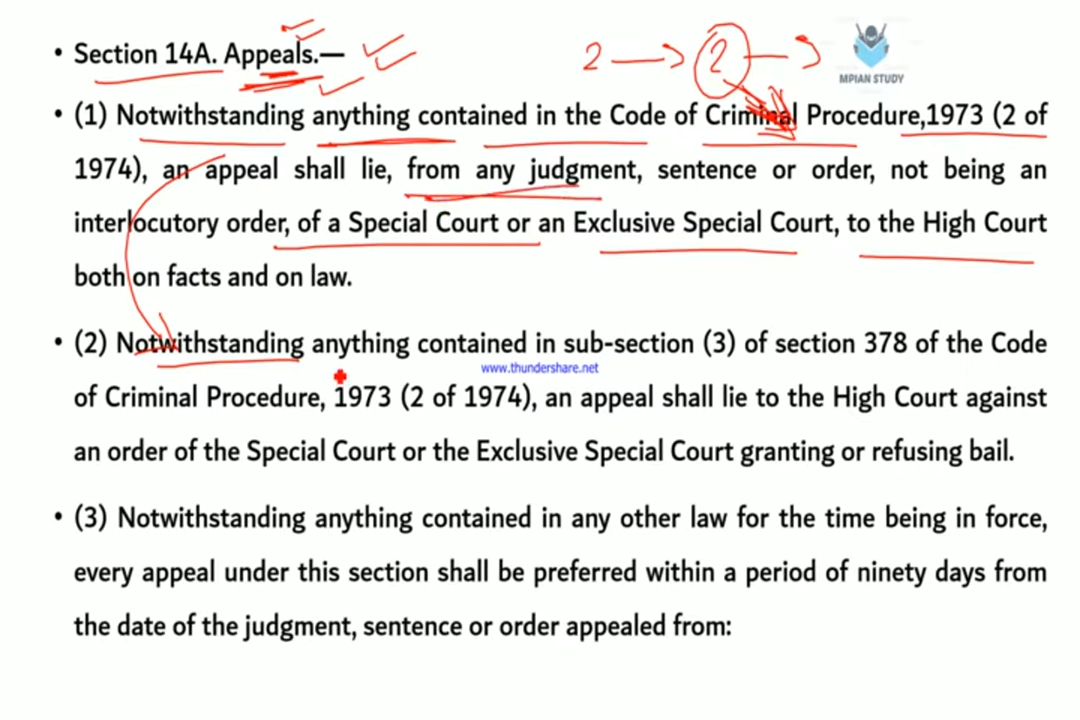 • Section 14A. Appeals.—
2 → 2 →
MPIAN STUDY
• (1) Notwithstanding anything contained in the Code of Criminal Procedure,1973 (2 of
1974), an appeal shall lie, from any judgment, sentence or order, not being an
interlocutory order, of a Special Court or an Exclusive Special Court, to the High Court
both on facts and on law.
• (2) Notwithstanding anything contained in sub-section (3) of section 378 of the Code
www.thundershare.net
of Criminal Procedure, 1973 (2 of 1974), an appeal shall lie to the High Court against
an order of the Special Court or the Exclusive Special Court granting or refusing bail.
• (3) Notwithstanding anything contained in any other law for the time being in force,
every appeal under this section shall be preferred within a period of ninety days from
the date of the judgment, sentence or order appealed from: